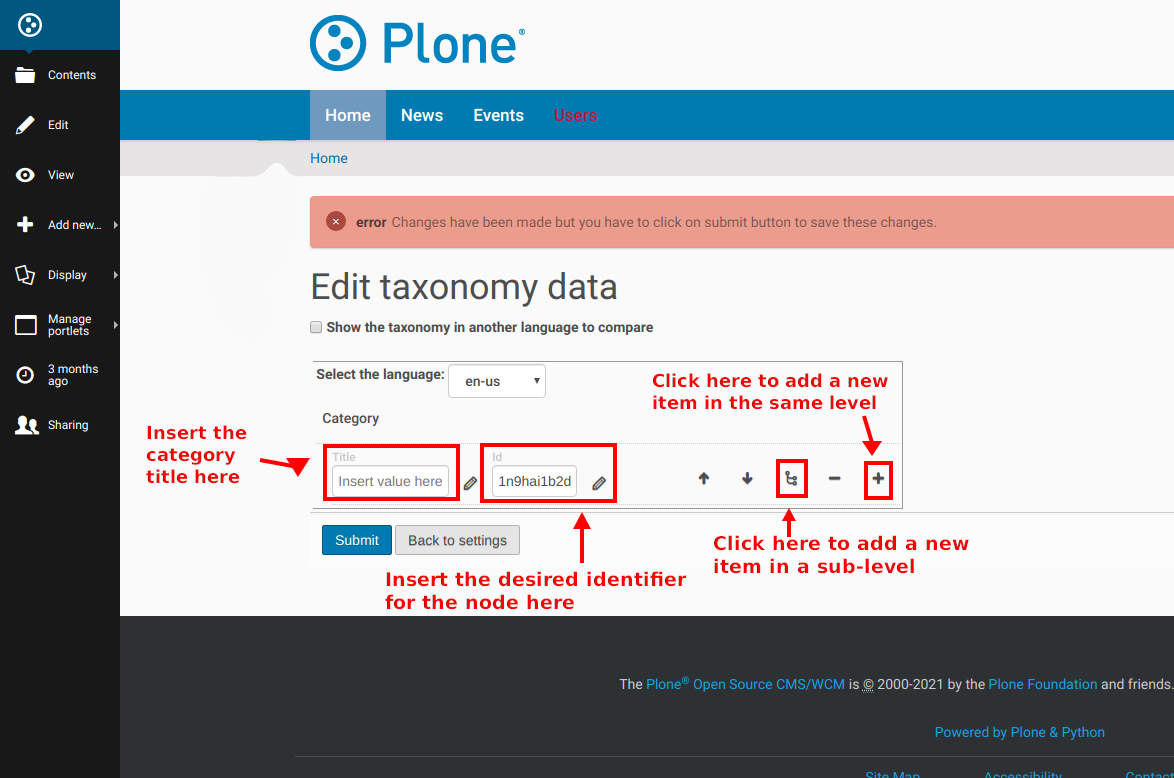 Plone®
Contents
Edit
View
Add new...
Display
Manage
portlets
3 months
ago
Sharing
Home News Events Users
Home
error Changes have been made but you have to click on submit button to save these changes.
Edit taxonomy data
Show the taxonomy in another language to compare
Select the language: en-us
Click here to add a new
item in the same level
Category
Insert the
category
title here
Title Id
Insert value here 1n9hai1b2d
Submit Back to settings
Click here to add a new
item in a sub-level
Insert the desired identifier
for the node here
The Plone® Open Source CMS/WCM is © 2000-2021 by the Plone Foundation and friends.
Powered by Plone & Python
Site Map Accessibility Contact